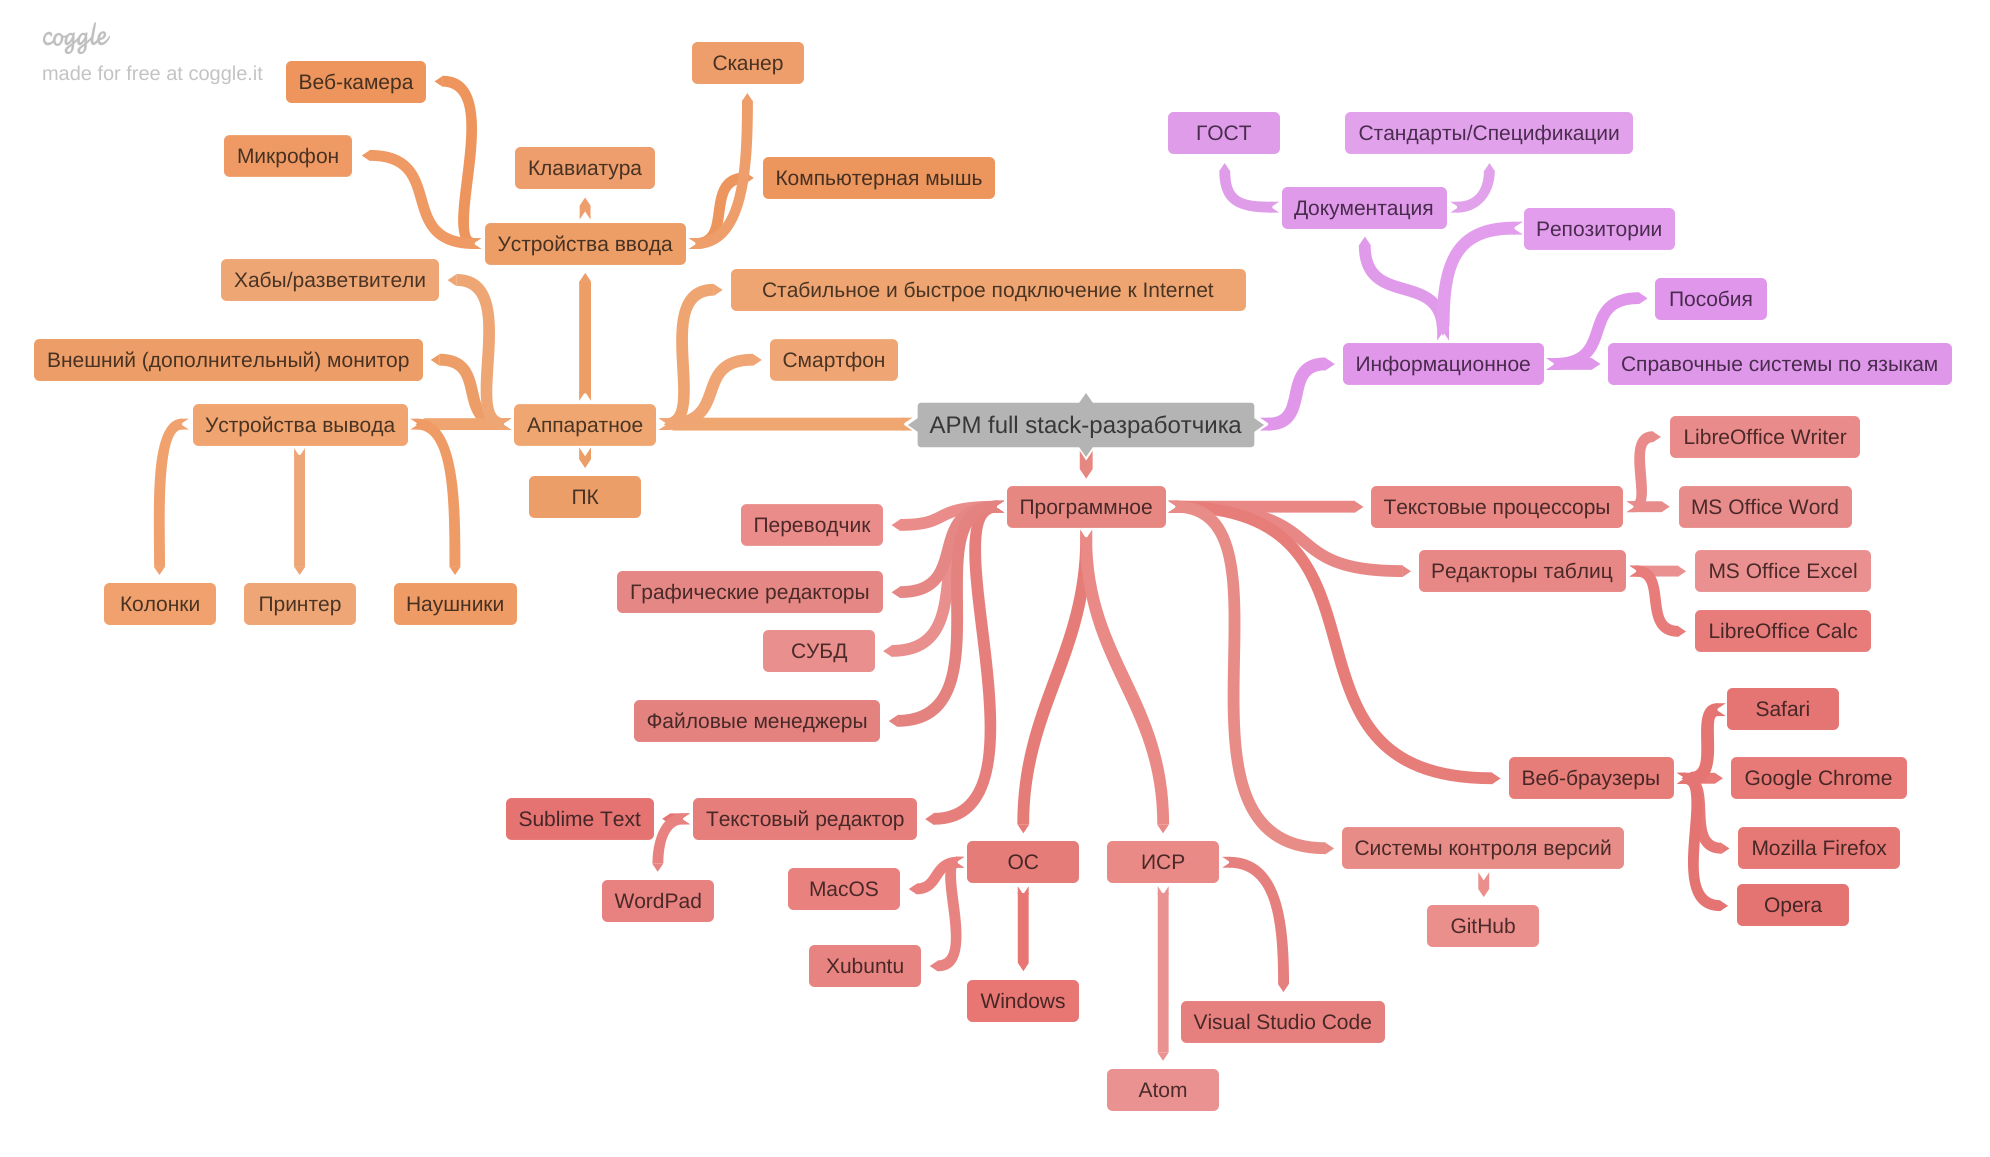 coggle
made for free at coggle.it
Веб-камера
Сканер
Микрофон
Клавиатура
Компьютерная мышь
Устройства ввода
Хабы/разветвители
Стабильное и быстрое подключение к Internet
Внешний (дополнительный) монитор
Смартфон
Устройства вывода
Аппаратное
АРМ full stack-разработчика
ПК
Колонки
Принтер
Наушники
ГОСТ
Стандарты/Спецификации
Документация
Репозитории
Пособия
Информационное
Справочные системы по языкам
Программное
Переводчик
Графические редакторы
СУБД
Файловые менеджеры
Текстовый редактор
Sublime Text
WordPad
ОС
MacOS
Xubuntu
Windows
ИСР
Visual Studio Code
Atom
Текстовые процессоры
LibreOffice Writer
MS Office Word
Редакторы таблиц
MS Office Excel
LibreOffice Calc
Веб-браузеры
Safari
Google Chrome
Mozilla Firefox
Opera
Системы контроля версий
GitHub